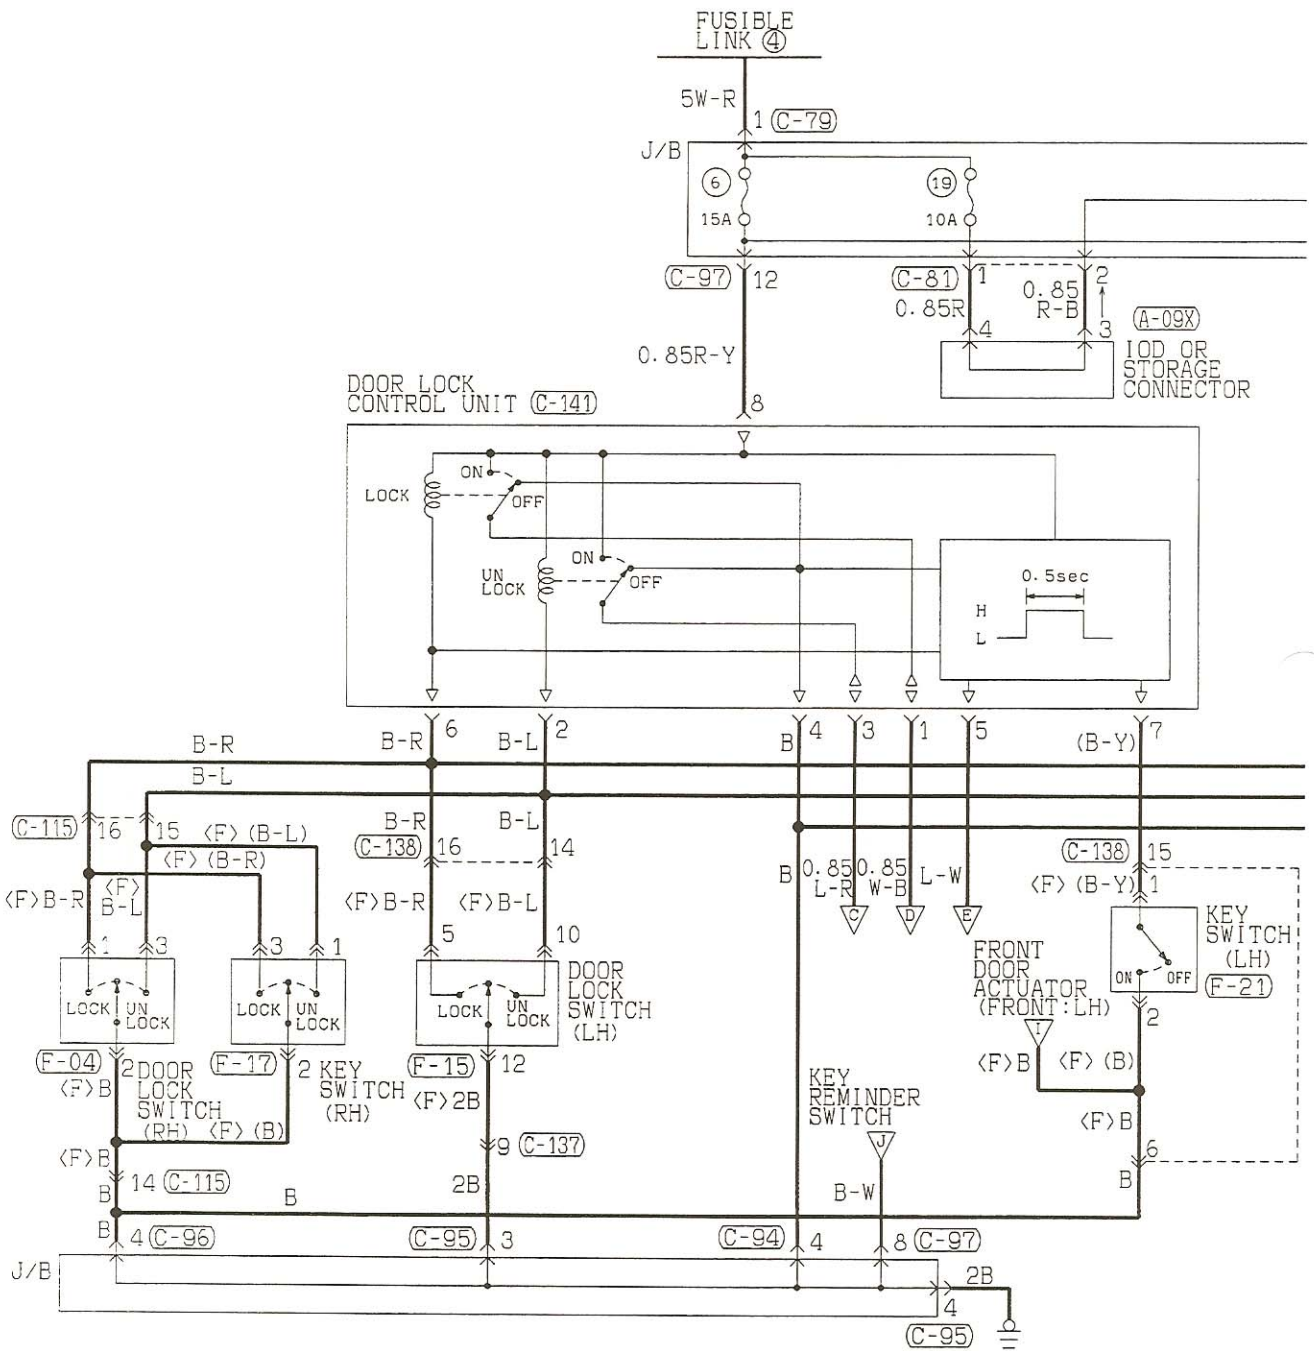 FUSIBLE
LINK ④
5W-R
1 C-79
J/B
6
19
15A
10A
C-97
12
C-81
1
2
0.85R
0.85
R-B
4
3
A-09X
IOD OR
STORAGE
CONNECTOR
0.85R-Y
DOOR LOCK
CONTROL UNIT C-141
8
ON
LOCK
OFF
ON
UN
LOCK
OFF
0.5sec
H
L
6
2
4
3
1
5
7
B-R
B-R
B-L
B
(B-Y)
B-L
C-115
16
15
<F>(B-L)
<F>(B-R)
B-R
B-L
C-138
16
14
C-138
15
<F>B-R
<F>
B-L
<F>B-R
<F>B-L
B
0.85
L-R
0.85
W-B
L-W
<F>(B-Y)
1
C
D
E
1
3
3
1
5
10
KEY
SWITCH
(LH)
F-21
ON
OFF
LOCK
UN
LOCK
LOCK
UN
LOCK
LOCK
UN
LOCK
DOOR
LOCK
SWITCH
(LH)
FRONT
DOOR
ACTUATOR
(FRONT:LH)
I
2
F-04
2
F-17
2
F-15
12
<F>B
DOOR
LOCK
SWITCH
(RH)
KEY
SWITCH
(RH)
<F>2B
<F>B
<F>(B)
<F>(B)
KEY
REMINDER
SWITCH
J
<F>B
9 C-137
6
<F>B
14 C-115
B
B
2B
B-W
B
B
4 C-96
C-95
3
C-94
4
8 C-97
J/B
2B
4
C-95